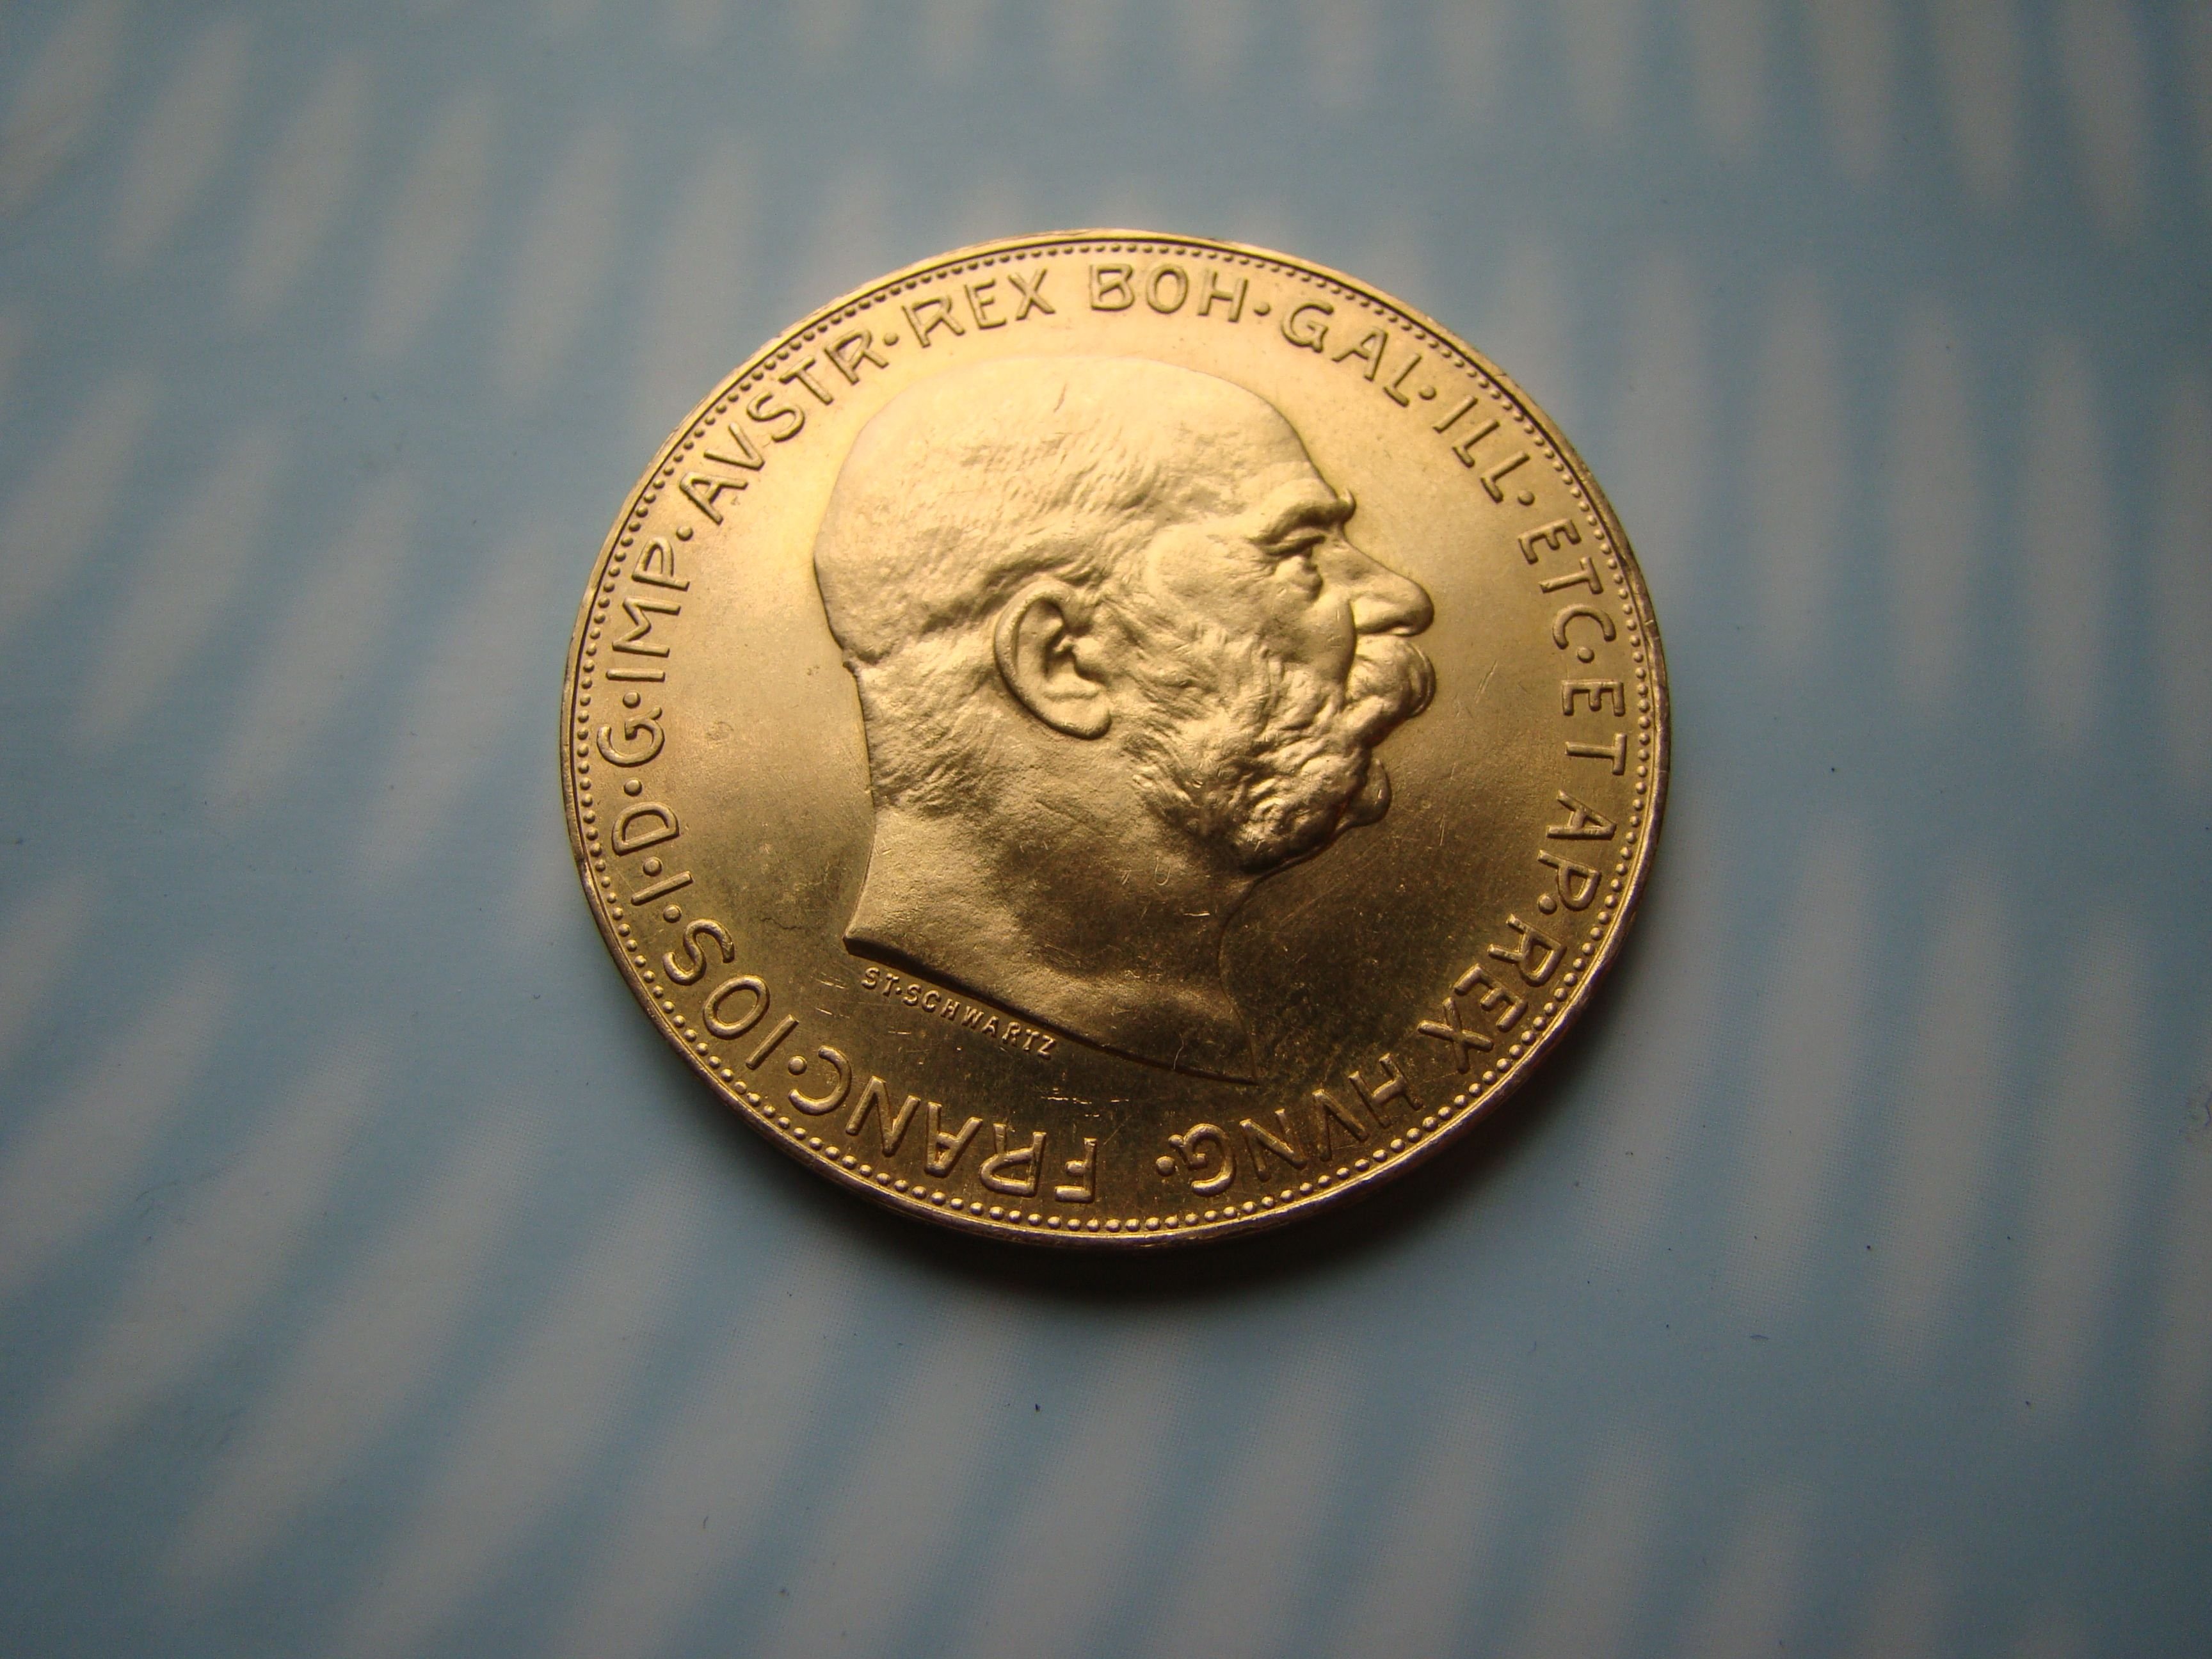 FRANC·IOS·I·D·G·IMP·AVSTR·REX BOH·GAL·ILL·ETC·ET AP·REX HVNG·
ST·SCHWARTZ